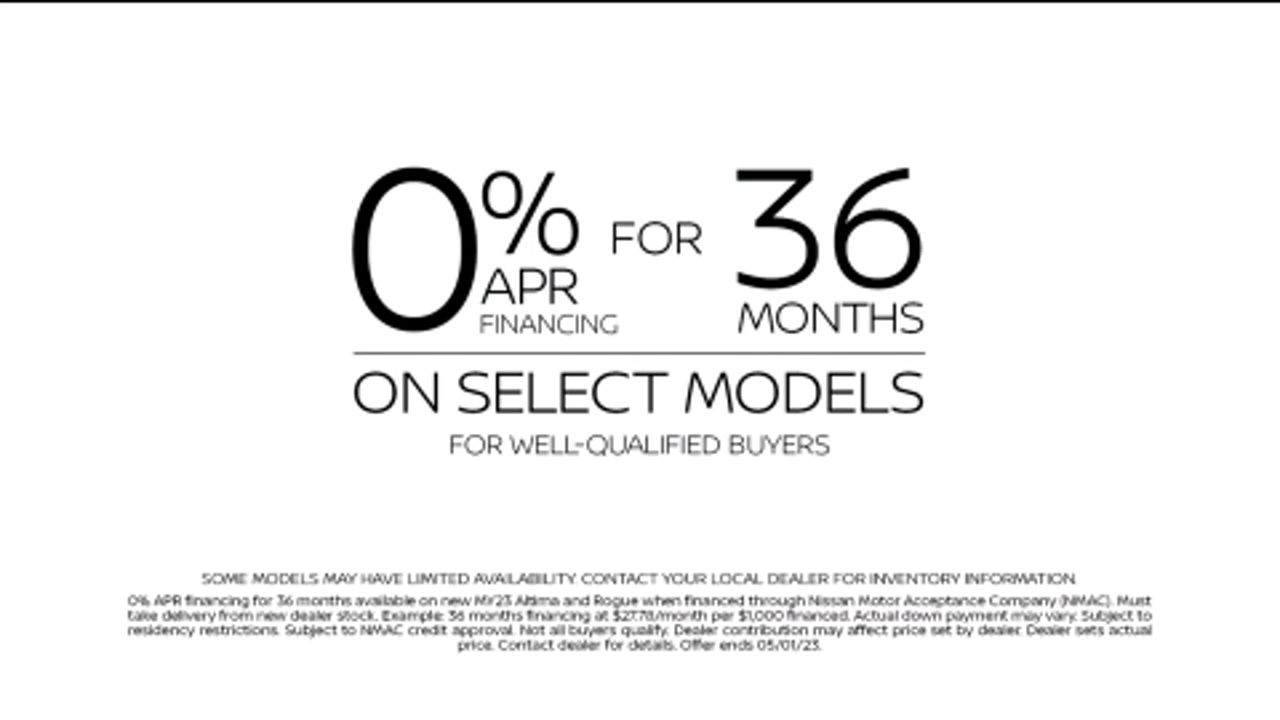 0% APR FINANCING FOR 36 MONTHS
ON SELECT MODELS
FOR WELL-QUALIFIED BUYERS
SOME MODELS MAY HAVE LIMITED AVAILABILITY. CONTACT YOUR LOCAL DEALER FOR INVENTORY INFORMATION.
0% APR financing for 36 months available on new MY23 Altima and Rogue when financed through Nissan Motor Acceptance Company (NMAC). Must
take delivery from new dealer stock. Example: 36 months financing at $27.78/month per $1,000 financed. Actual down payment may vary. Subject to
residency restrictions. Subject to NMAC credit approval. Not all buyers qualify. Dealer contribution may affect price set by dealer. Dealer sets actual
price. Contact dealer for details. Offer ends 05/01/23.